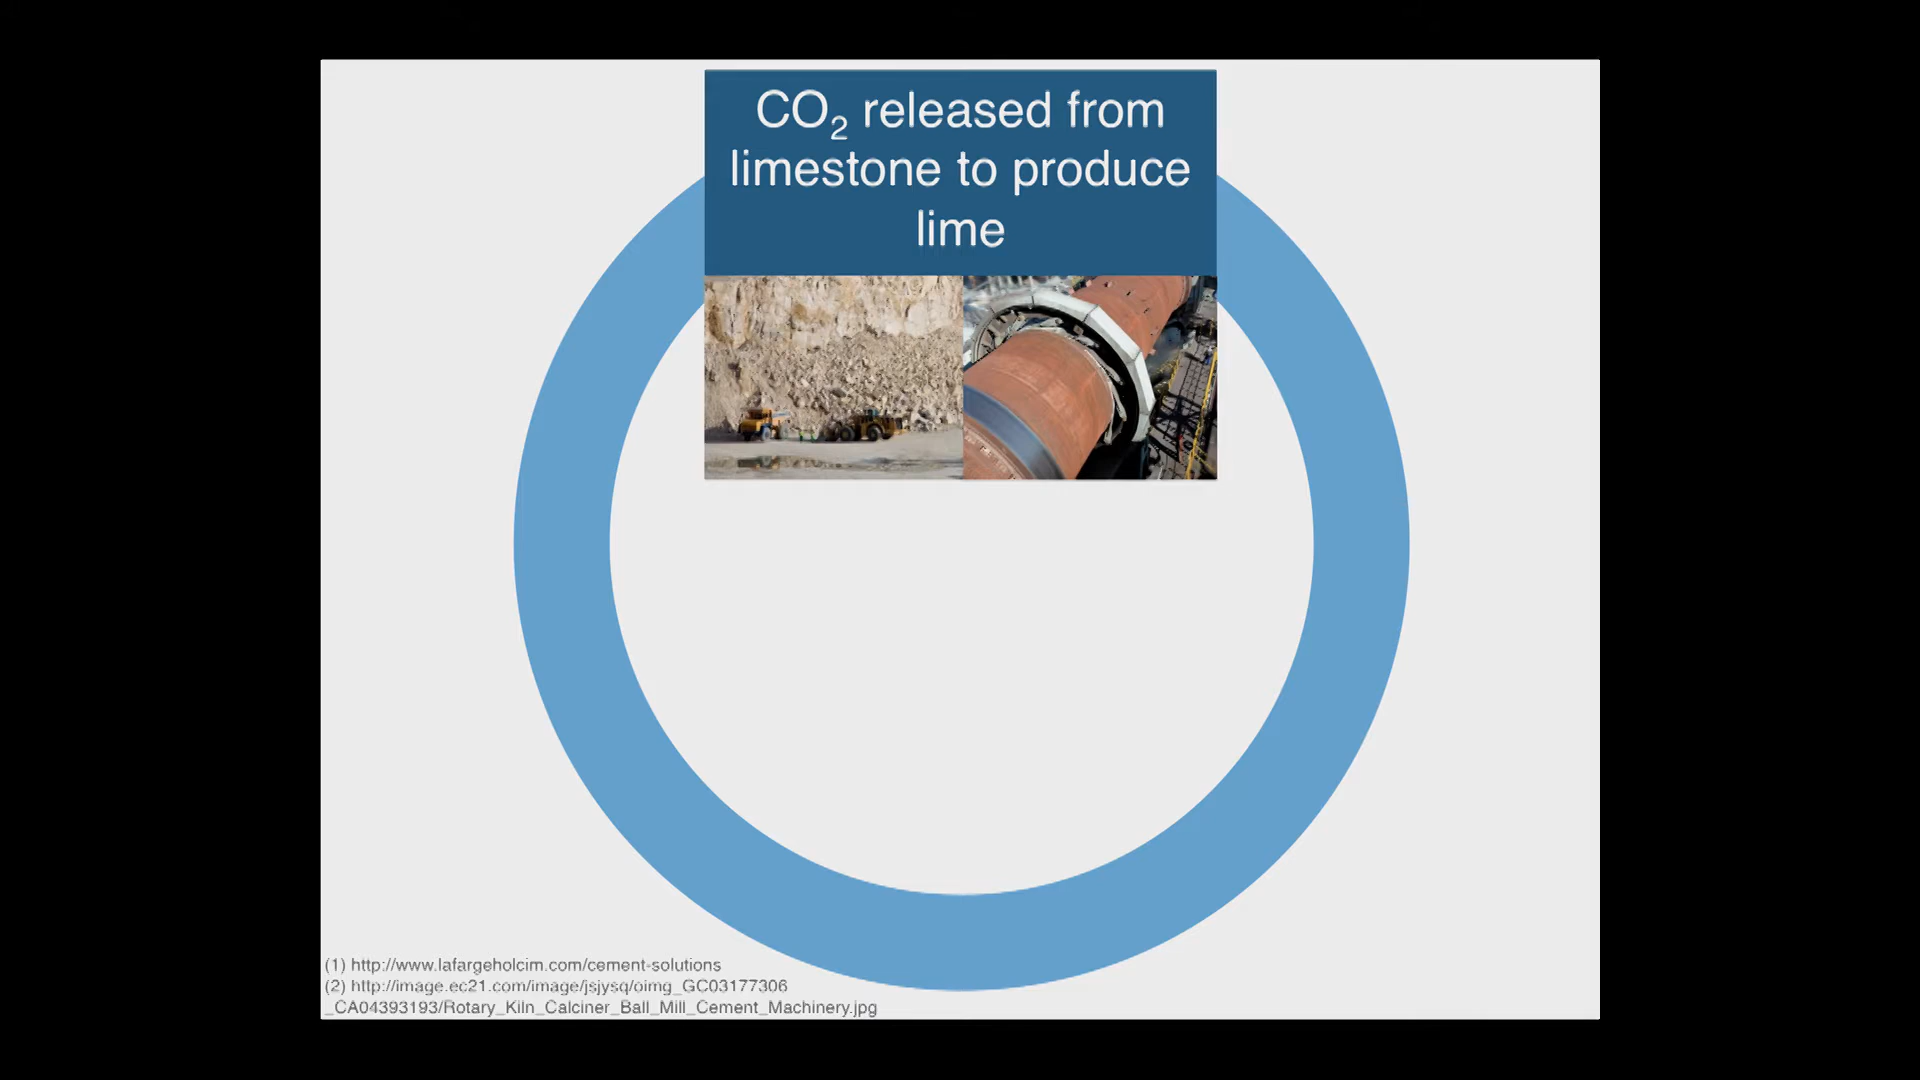 CO₂ released from
limestone to produce
lime
(1) http://www.lafargeholcim.com/cement-solutions
(2) http://image.ec21.com/image/jsjysq/oimg_GC03177306
_CA04393193/Rotary_Kiln_Calciner_Ball_Mill_Cement_Machinery.jpg